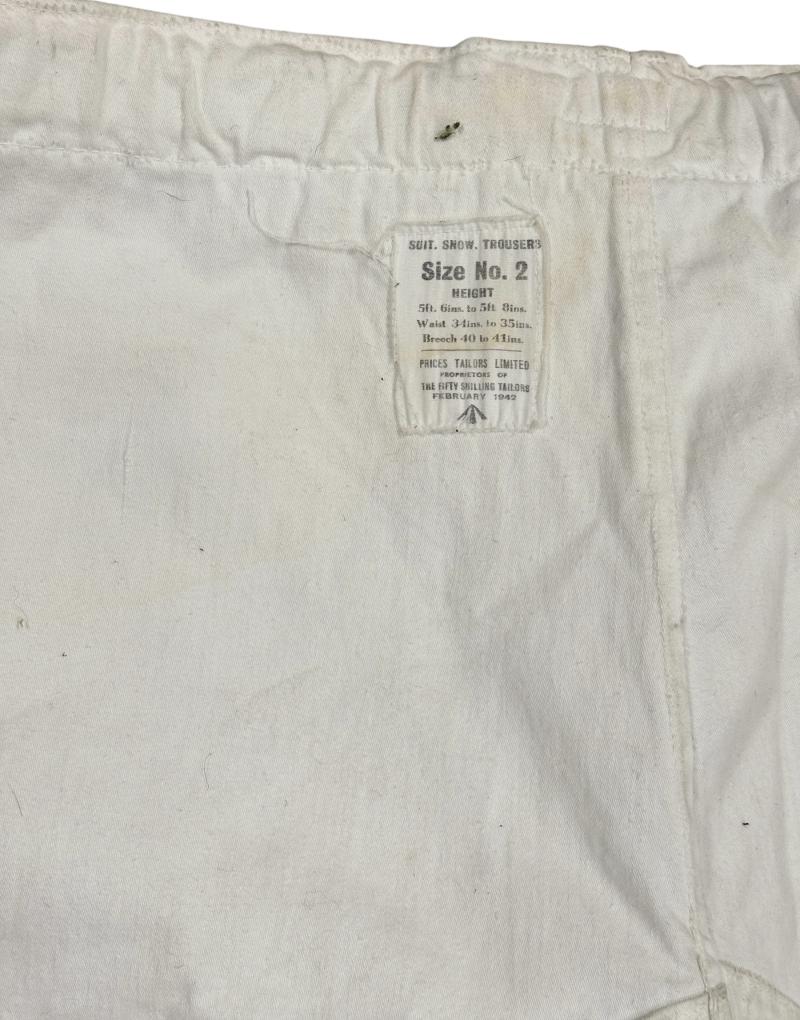 SUIT. SNOW. TROUSERS
Size No. 2
HEIGHT
5ft. 6ins. to 5ft 8ins.
Waist 34ins. to 35ins.
Breech 40 to 41ins.
PRICES TAILORS LIMITED
PROPRIETORS OF
THE FIFTY SHILLING TAILORS
FEBRUARY 1942